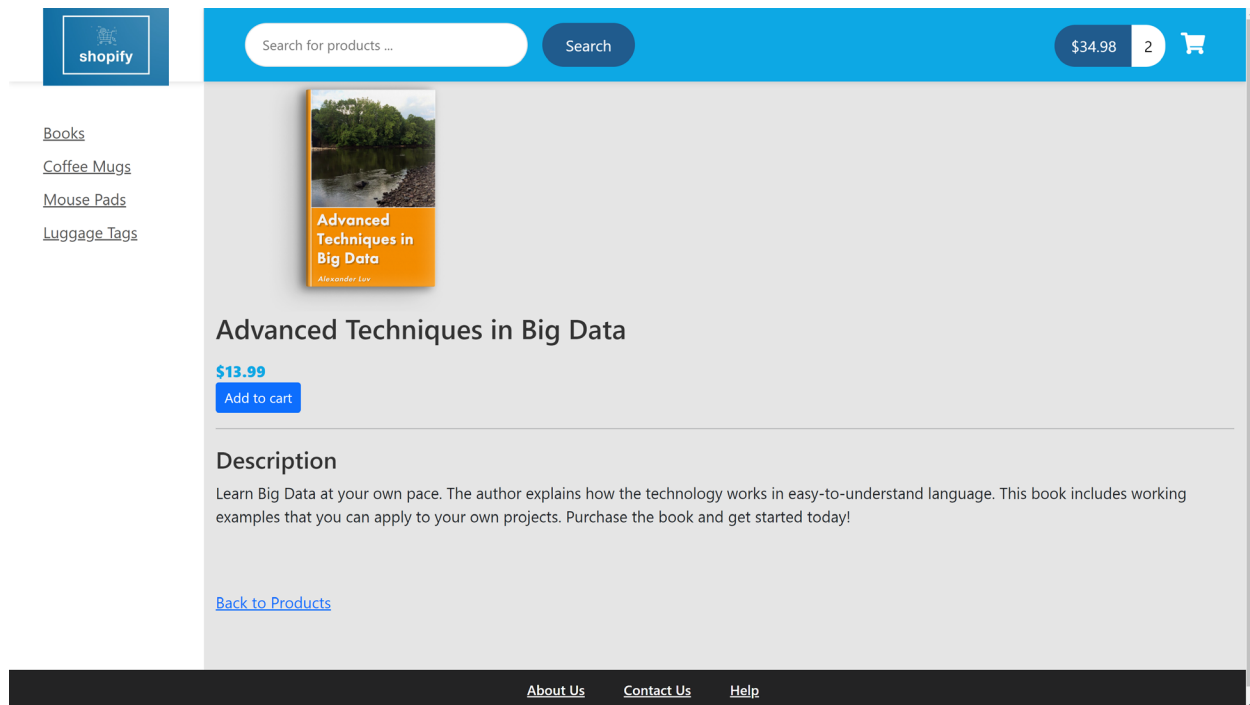 shopify
Search for products ...
Search
$34.98
2
Books
Coffee Mugs
Mouse Pads
Luggage Tags
Advanced
Techniques in
Big Data
Alexander Luv
Advanced Techniques in Big Data
$13.99
Add to cart
Description
Learn Big Data at your own pace. The author explains how the technology works in easy-to-understand language. This book includes working
examples that you can apply to your own projects. Purchase the book and get started today!
Back to Products
About Us
Contact Us
Help